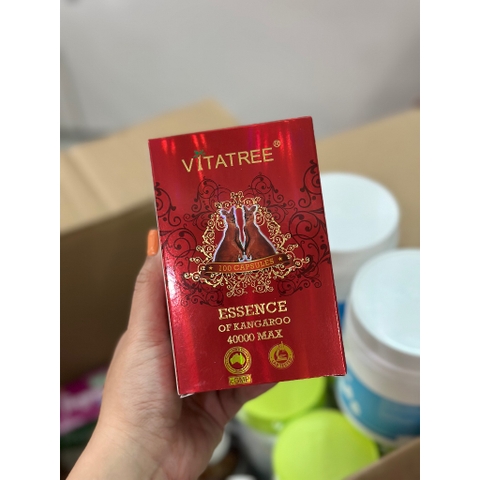 VITATREE®
100 CAPSULES
ESSENCE
OF KANGAROO
40000 MAX